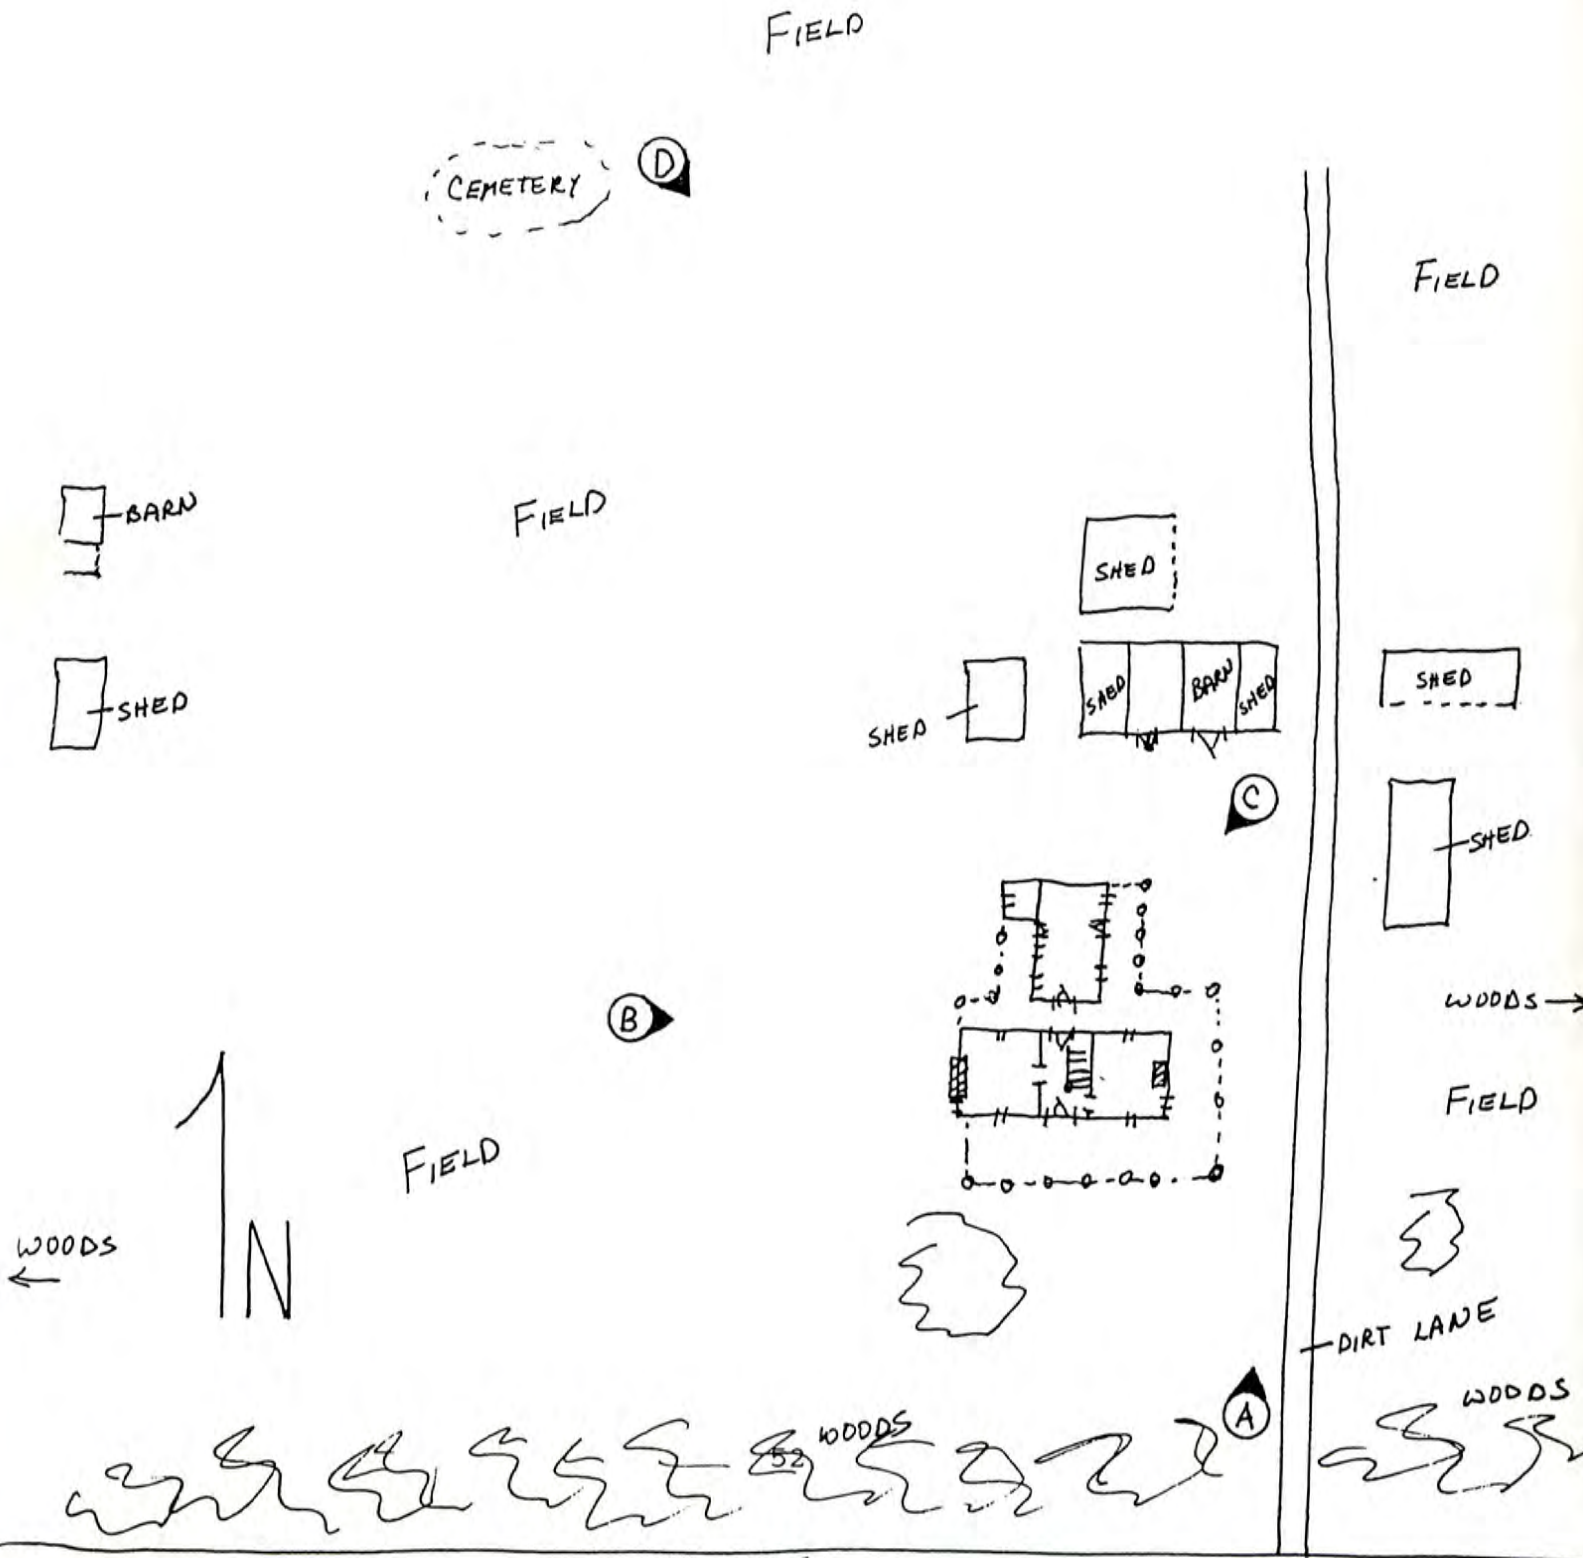 FIELD
D
CEMETERY
FIELD
BARN
FIELD
SHED
SHED
SHED
SHED
BARN
SHED
SHED
SHED
C
SHED
B
WOODS
FIELD
FIELD
N
WOODS
DIRT LANE
WOODS
A
WOODS
52